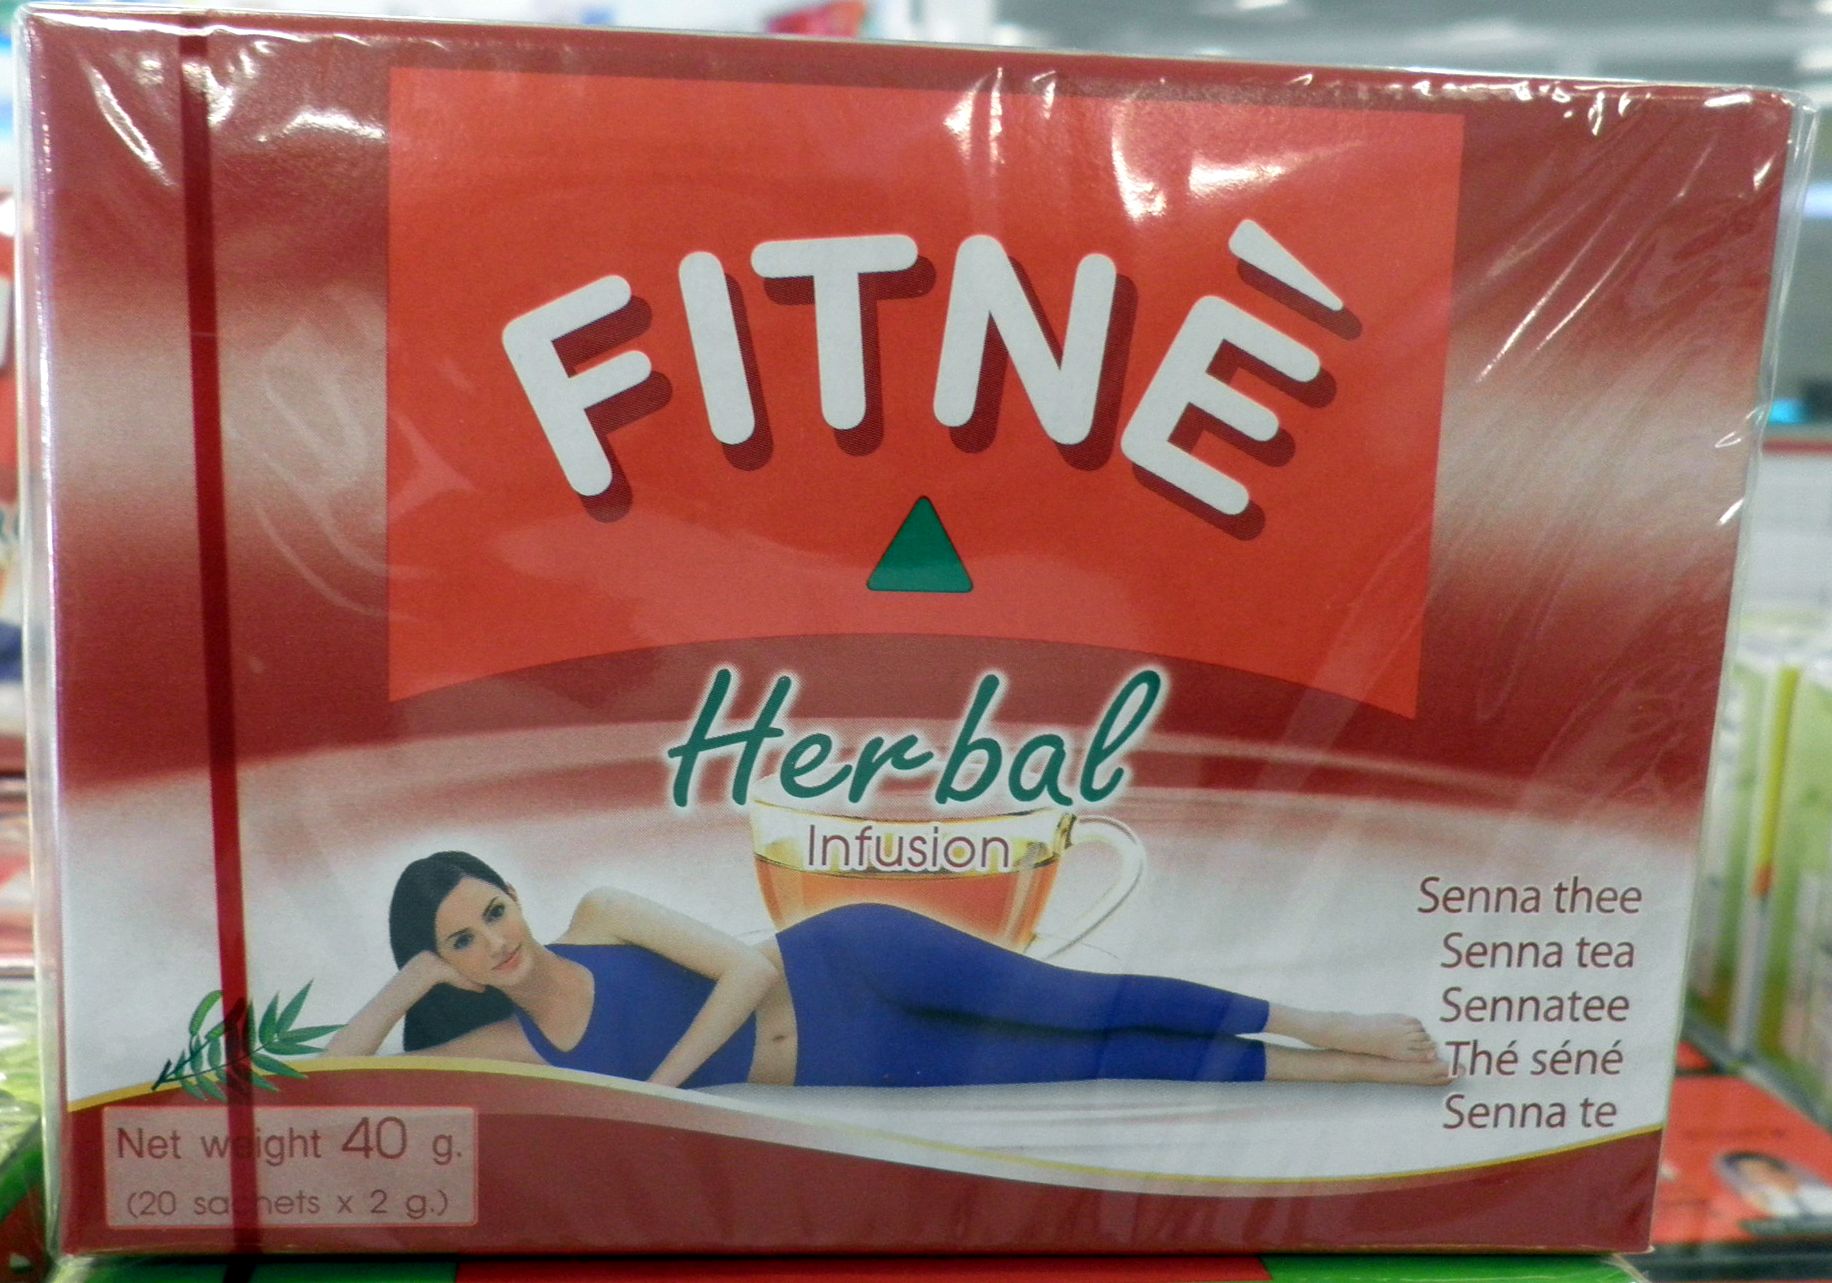 FITNÈ
Herbal
Infusion
Senna thee
Senna tea
Sennatee
Thé séné
Senna te
Net weight 40 g.
(20 sachets x 2 g.)